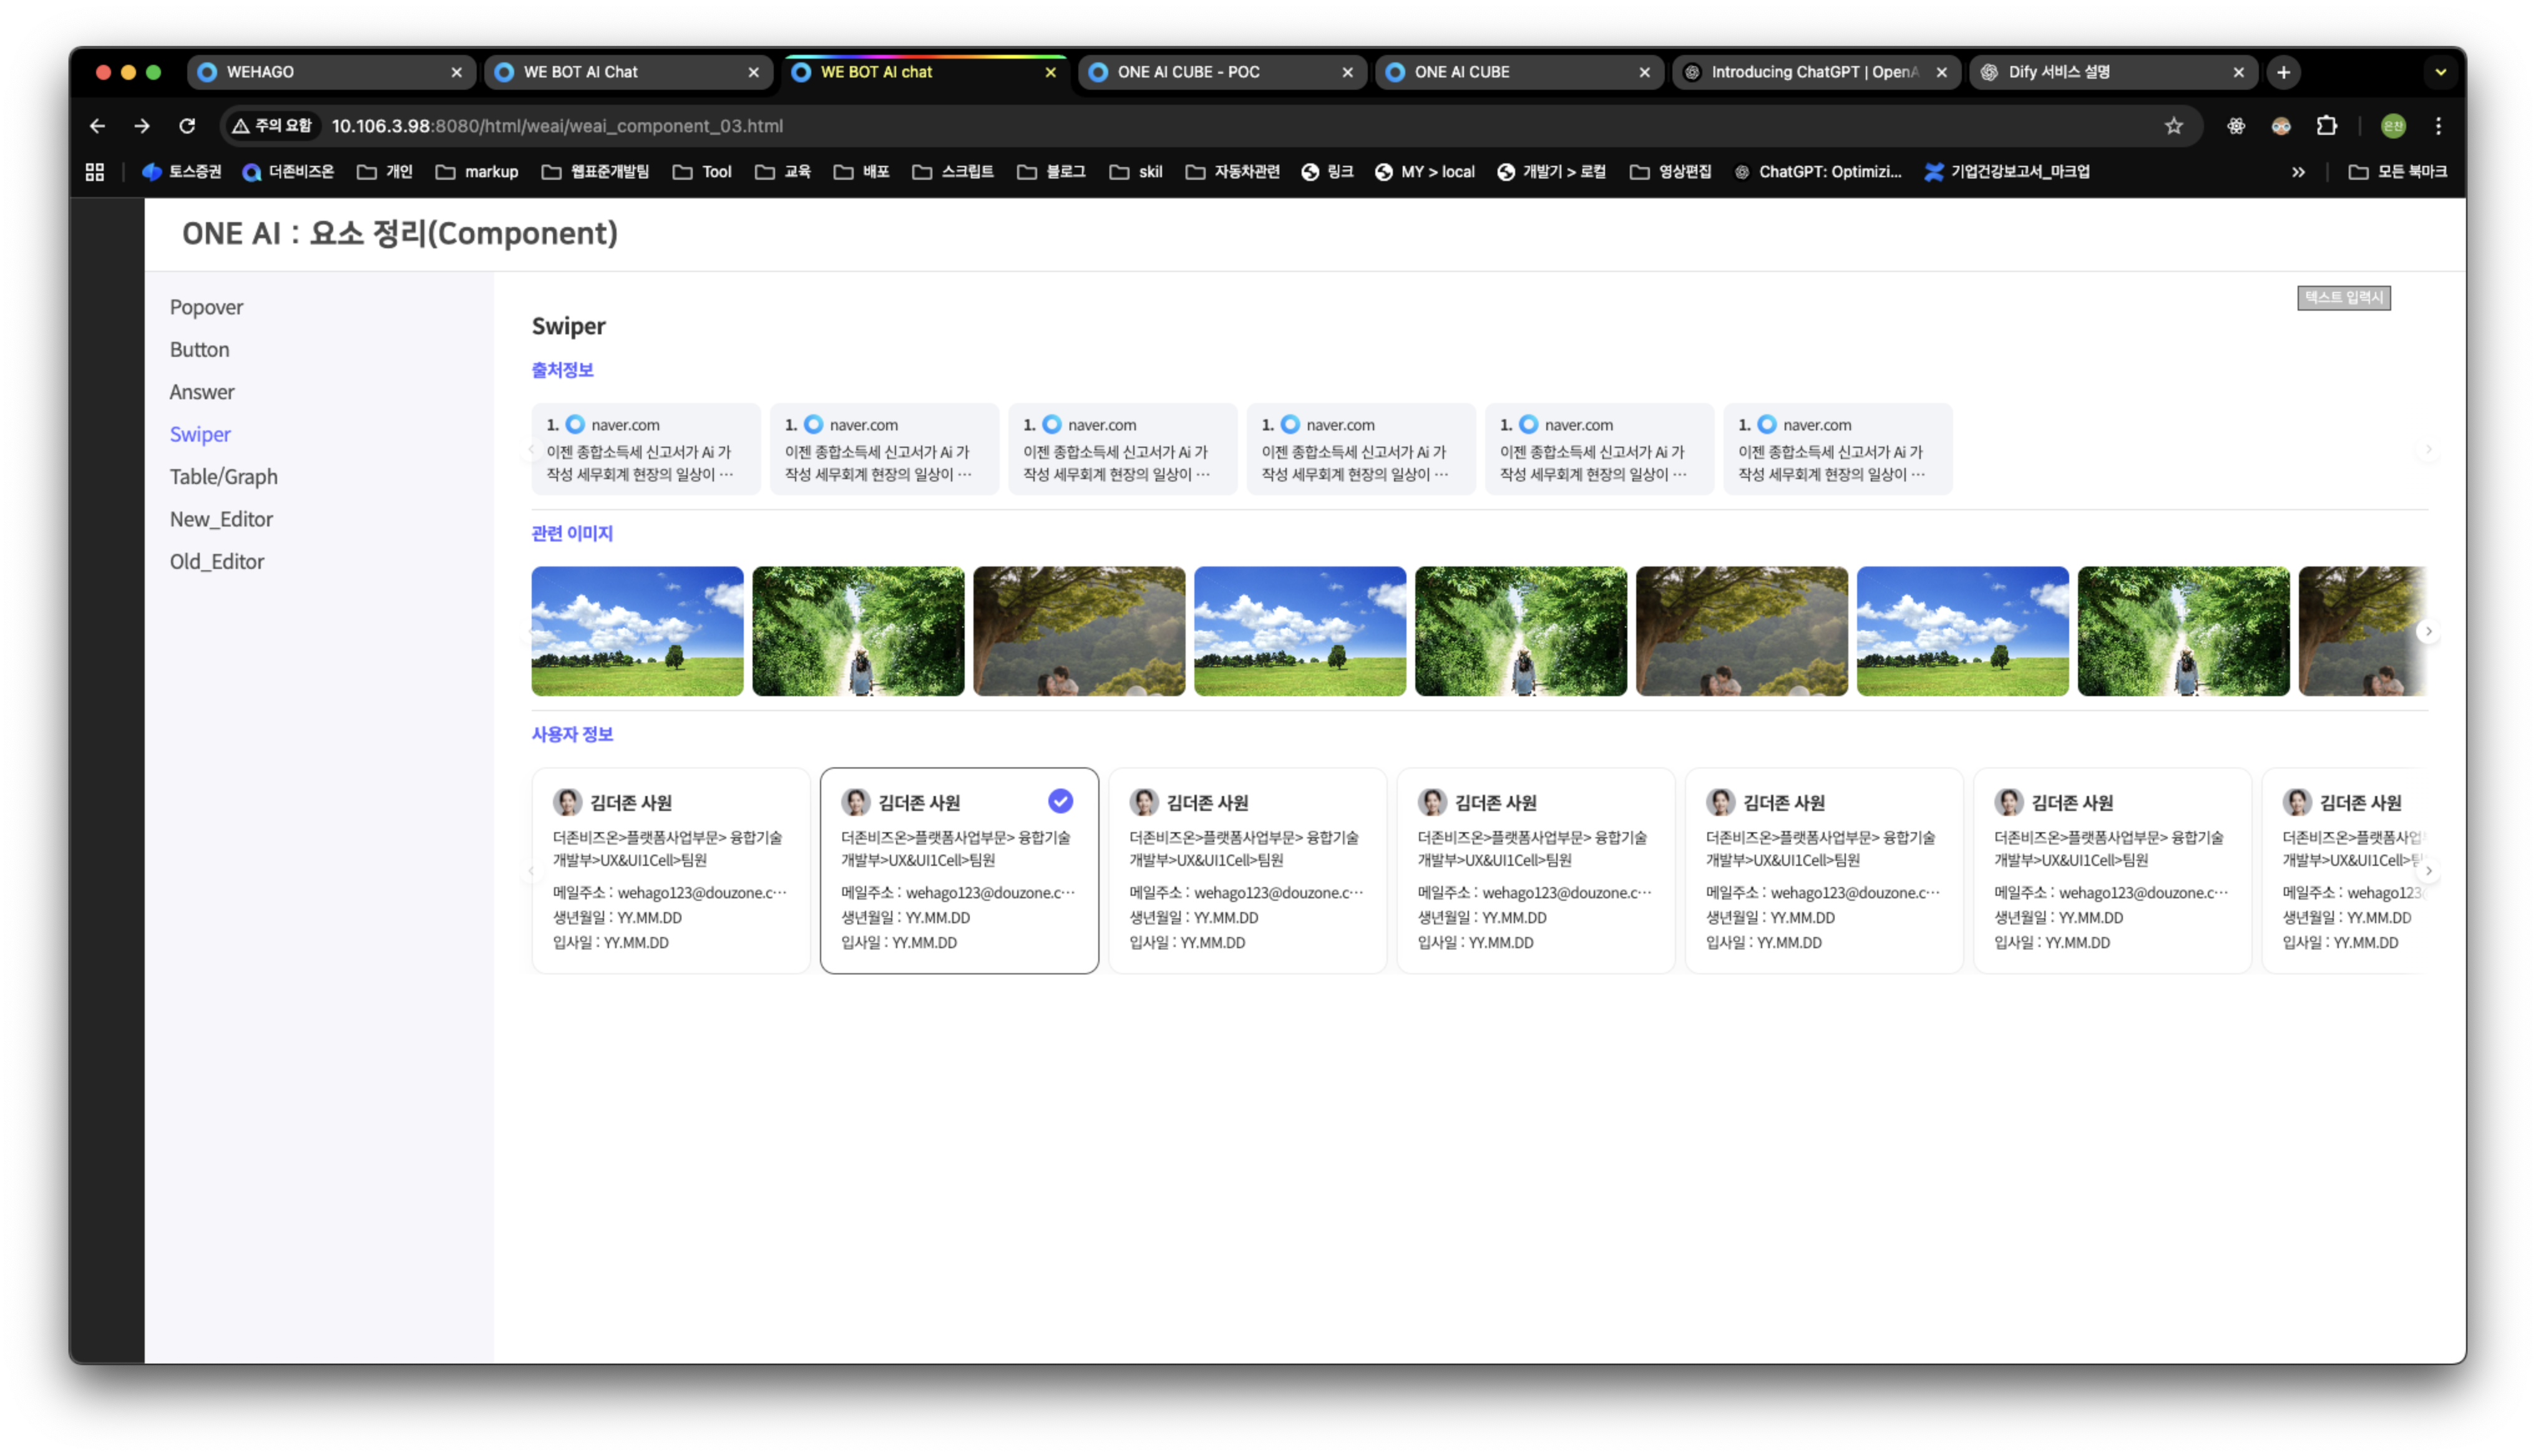 WEHAGO
WE BOT AI Chat
WE BOT AI chat
ONE AI CUBE - POC
ONE AI CUBE
Introducing ChatGPT | OpenA
Dify 서비스 설명
주의 요함
10.106.3.98:8080/html/weai/weai_component_03.html
은찬
토스증권
더존비즈온
개인
markup
웹표준개발팀
Tool
교육
배포
스크립트
블로그
skil
자동차관련
링크
MY > local
개발기 > 로컬
영상편집
ChatGPT: Optimizi...
기업건강보고서_마크업
모든 북마크
ONE AI : 요소 정리(Component)
Popover
Button
Answer
Swiper
Table/Graph
New_Editor
Old_Editor
텍스트 입력시
Swiper
출처정보
1. naver.com
이젠 종합소득세 신고서가 Ai 가
작성 세무회계 현장의 일상이 ···
1. naver.com
이젠 종합소득세 신고서가 Ai 가
작성 세무회계 현장의 일상이 ···
1. naver.com
이젠 종합소득세 신고서가 Ai 가
작성 세무회계 현장의 일상이 ···
1. naver.com
이젠 종합소득세 신고서가 Ai 가
작성 세무회계 현장의 일상이 ···
1. naver.com
이젠 종합소득세 신고서가 Ai 가
작성 세무회계 현장의 일상이 ···
1. naver.com
이젠 종합소득세 신고서가 Ai 가
작성 세무회계 현장의 일상이 ···
관련 이미지
사용자 정보
김더존 사원
더존비즈온>플랫폼사업부문> 융합기술
개발부>UX&UI1Cell>팀원
메일주소 : wehago123@douzone.c···
생년월일 : YY.MM.DD
입사일 : YY.MM.DD
김더존 사원
더존비즈온>플랫폼사업부문> 융합기술
개발부>UX&UI1Cell>팀원
메일주소 : wehago123@douzone.c···
생년월일 : YY.MM.DD
입사일 : YY.MM.DD
김더존 사원
더존비즈온>플랫폼사업부문> 융합기술
개발부>UX&UI1Cell>팀원
메일주소 : wehago123@douzone.c···
생년월일 : YY.MM.DD
입사일 : YY.MM.DD
김더존 사원
더존비즈온>플랫폼사업부문> 융합기술
개발부>UX&UI1Cell>팀원
메일주소 : wehago123@douzone.c···
생년월일 : YY.MM.DD
입사일 : YY.MM.DD
김더존 사원
더존비즈온>플랫폼사업부문> 융합기술
개발부>UX&UI1Cell>팀원
메일주소 : wehago123@douzone.c···
생년월일 : YY.MM.DD
입사일 : YY.MM.DD
김더존 사원
더존비즈온>플랫폼사업부문> 융합기술
개발부>UX&UI1Cell>팀원
메일주소 : wehago123@douzone.c···
생년월일 : YY.MM.DD
입사일 : YY.MM.DD
김더존 사원
더존비즈온>플랫폼사업
개발부>UX&UI1Cell>팀
메일주소 : wehago123
생년월일 : YY.MM.DD
입사일 : YY.MM.DD